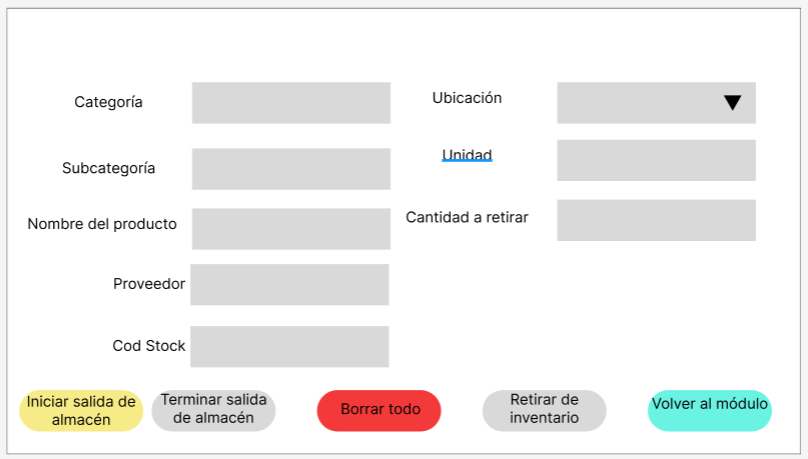 Categoría
Ubicación
Subcategoría
Unidad
Nombre del producto
Cantidad a retirar
Proveedor
Cod Stock
Iniciar salida de
almacén
Terminar salida
de almacén
Borrar todo
Retirar de
inventario
Volver al módulo